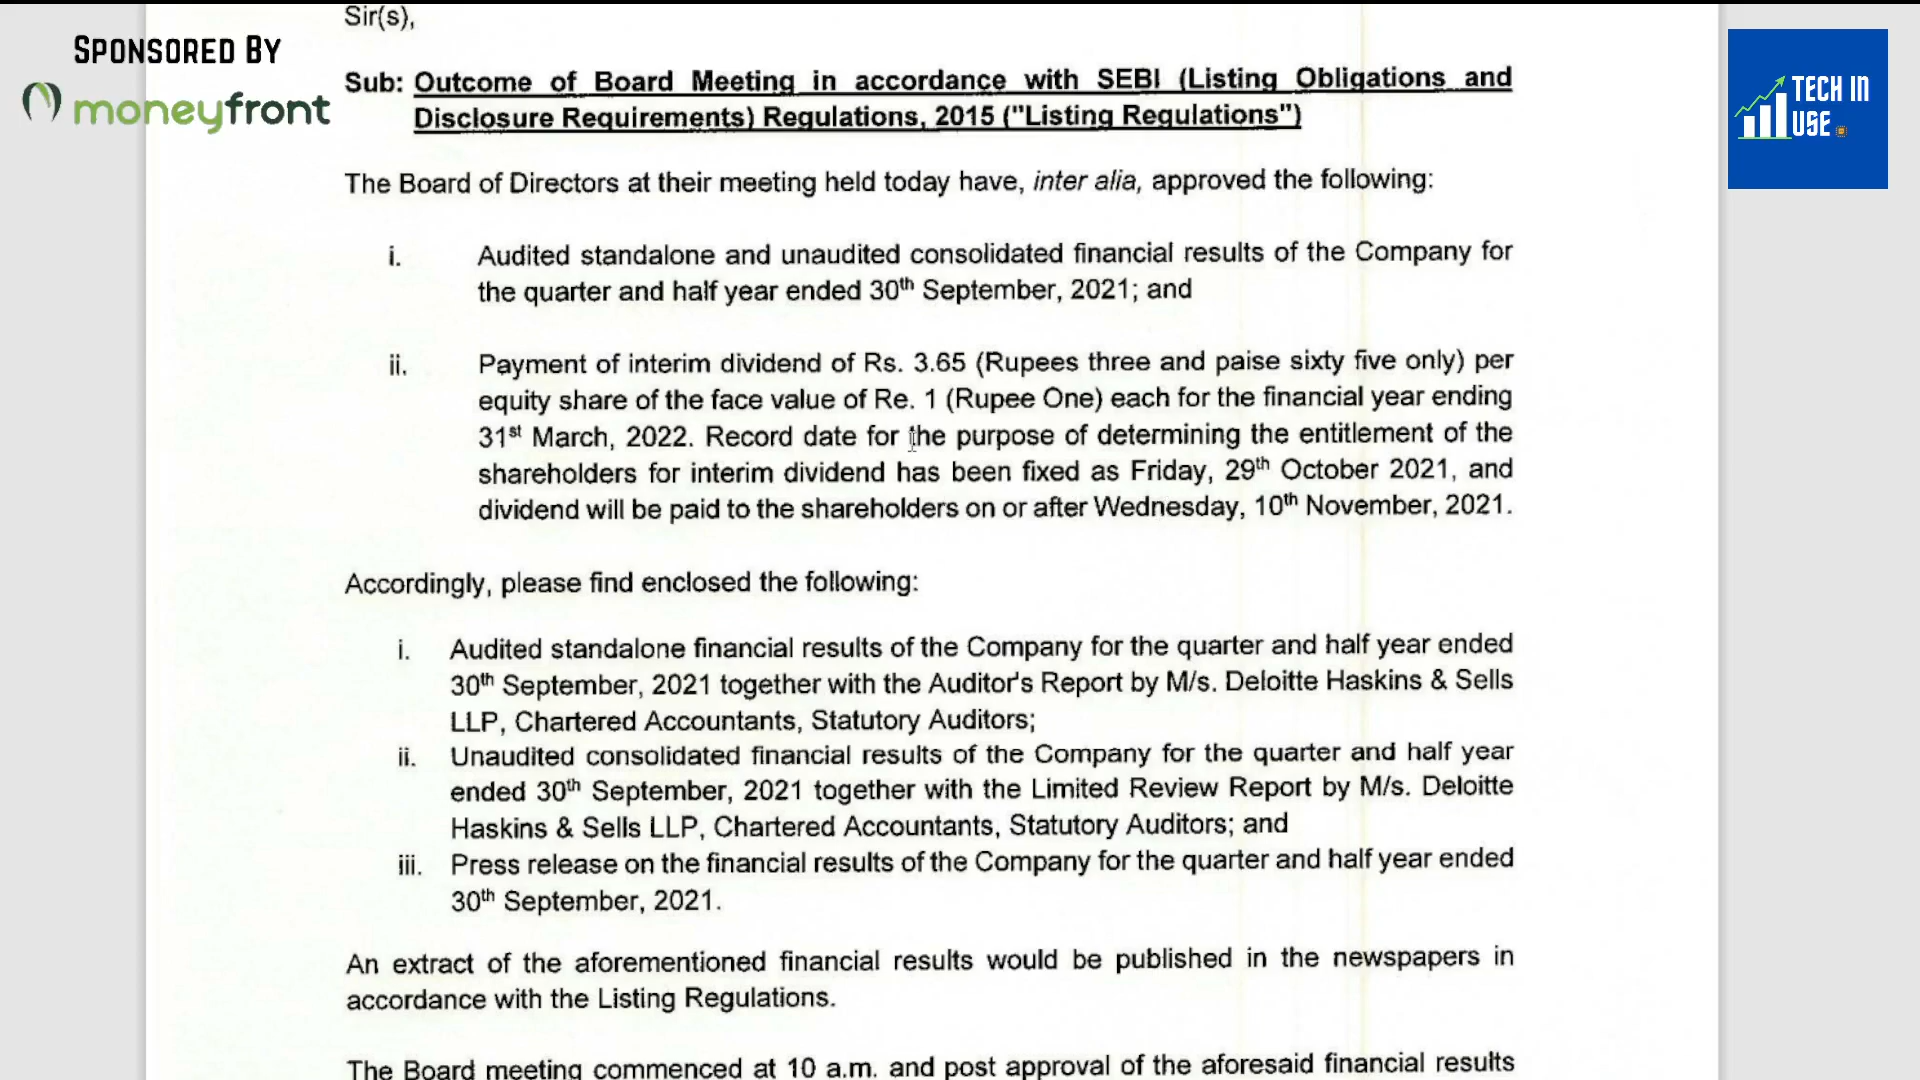 Sir(s),
SPONSORED BY
moneyfront
TECH IN
USE
Sub: Outcome of Board Meeting in accordance with SEBI (Listing Obligations and
Disclosure Requirements) Regulations, 2015 ("Listing Regulations")
The Board of Directors at their meeting held today have, inter alia, approved the following:
i. Audited standalone and unaudited consolidated financial results of the Company for
the quarter and half year ended 30th September, 2021; and
ii. Payment of interim dividend of Rs. 3.65 (Rupees three and paise sixty five only) per
equity share of the face value of Re. 1 (Rupee One) each for the financial year ending
31st March, 2022. Record date for the purpose of determining the entitlement of the
shareholders for interim dividend has been fixed as Friday, 29th October 2021, and
dividend will be paid to the shareholders on or after Wednesday, 10th November, 2021.
Accordingly, please find enclosed the following:
i. Audited standalone financial results of the Company for the quarter and half year ended
30th September, 2021 together with the Auditor's Report by M/s. Deloitte Haskins & Sells
LLP, Chartered Accountants, Statutory Auditors;
ii. Unaudited consolidated financial results of the Company for the quarter and half year
ended 30th September, 2021 together with the Limited Review Report by M/s. Deloitte
Haskins & Sells LLP, Chartered Accountants, Statutory Auditors; and
iii. Press release on the financial results of the Company for the quarter and half year ended
30th September, 2021.
An extract of the aforementioned financial results would be published in the newspapers in
accordance with the Listing Regulations.
The Board meeting commenced at 10 a.m. and post approval of the aforesaid financial results